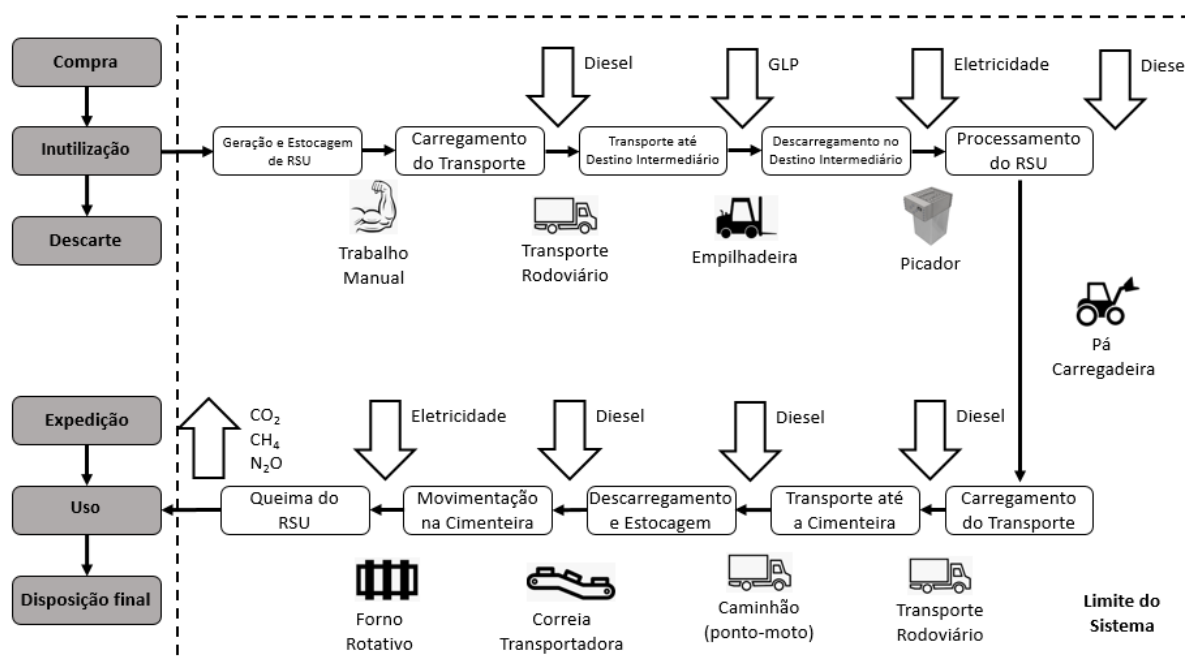 Compra
Inutilização
Descarte
Diesel
GLP
Eletricidade
Diese
Geração e Estocagem
de RSU
Carregamento
do Transporte
Transporte até
Destino Intermediário
Descarregamento no
Destino Intermediário
Processamento
do RSU
Trabalho
Manual
Transporte
Rodoviário
Empilhadeira
Picador
Pá
Carregadeira
Expedição
Uso
Disposição final
CO₂
CH₄
N₂O
Eletricidade
Diesel
Diesel
Diesel
Queima do
RSU
Movimentação
na Cimenteira
Descarregamento
e Estocagem
Transporte até
a Cimenteira
Carregamento
do Transporte
Forno
Rotativo
Correia
Transportadora
Caminhão
(ponto-moto)
Transporte
Rodoviário
Limite do
Sistema